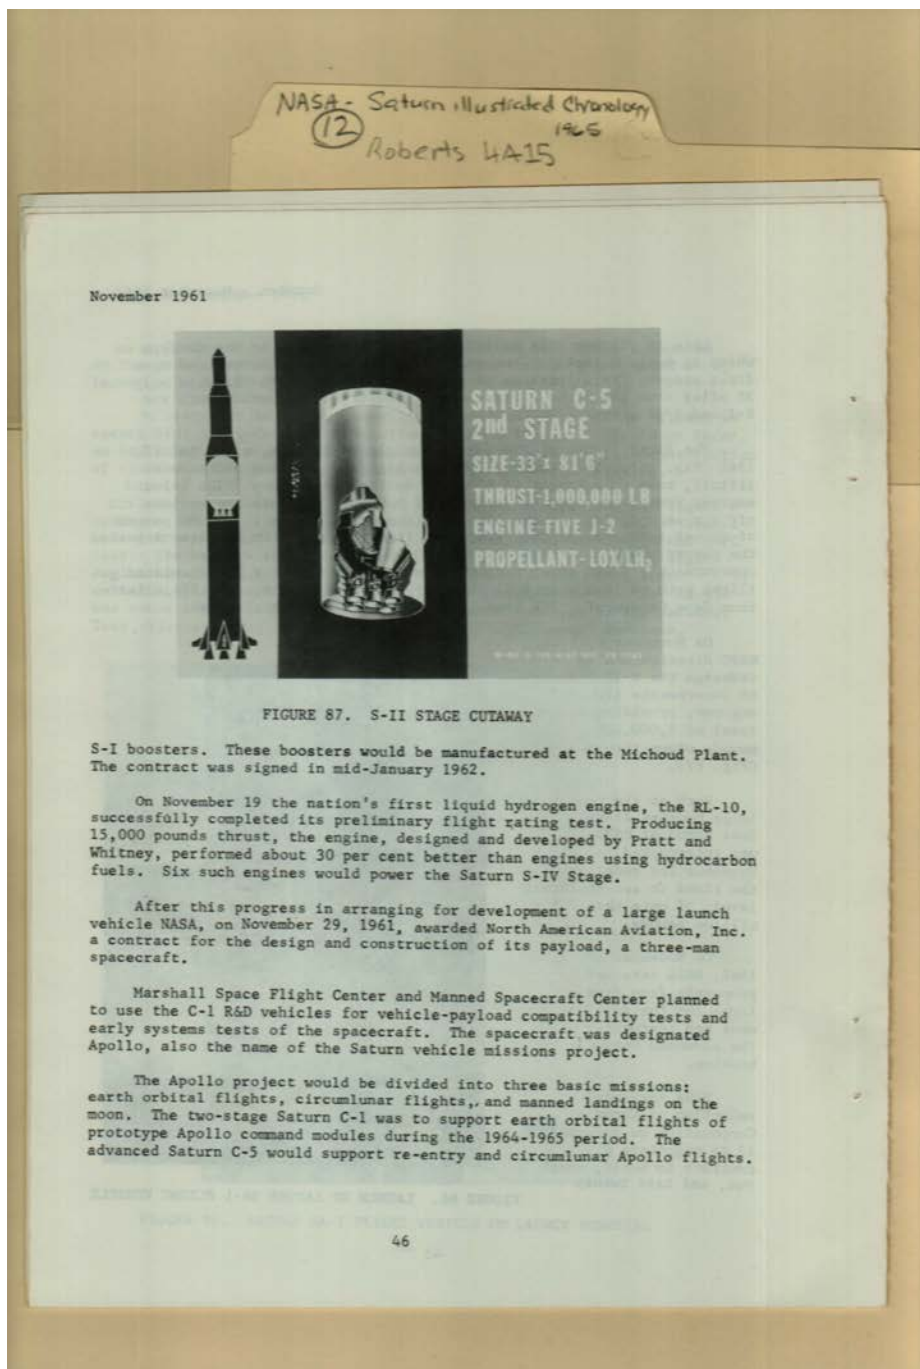 NASA - Saturn illustrated Chronology
12 1965
Roberts 4A15
November 1961
SATURN C-5
2nd STAGE
SIZE-33'x 81'6"
THRUST-1,000,000 LB
ENGINE-FIVE J-2
PROPELLANT-LOX/LH2
FIGURE 87. S-II STAGE CUTAWAY
S-I boosters. These boosters would be manufactured at the Michoud Plant.
The contract was signed in mid-January 1962.
On November 19 the nation's first liquid hydrogen engine, the RL-10,
successfully completed its preliminary flight rating test. Producing
15,000 pounds thrust, the engine, designed and developed by Pratt and
Whitney, performed about 30 per cent better than engines using hydrocarbon
fuels. Six such engines would power the Saturn S-IV Stage.
After this progress in arranging for development of a large launch
vehicle NASA, on November 29, 1961, awarded North American Aviation, Inc.
a contract for the design and construction of its payload, a three-man
spacecraft.
Marshall Space Flight Center and Manned Spacecraft Center planned
to use the C-1 R&D vehicles for vehicle-payload compatibility tests and
early systems tests of the spacecraft. The spacecraft was designated
Apollo, also the name of the Saturn vehicle missions project.
The Apollo project would be divided into three basic missions:
earth orbital flights, circumlunar flights,, and manned landings on the
moon. The two-stage Saturn C-1 was to support earth orbital flights of
prototype Apollo command modules during the 1964-1965 period. The
advanced Saturn C-5 would support re-entry and circumlunar Apollo flights.
46